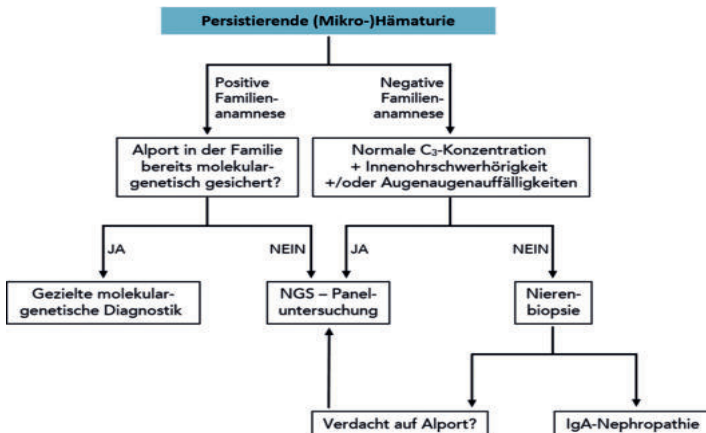 Persistierende (Mikro-)Hämaturie
Positive
Familien-
anamnese
Negative
Familien-
anamnese
Alport in der Familie
bereits molekular-
genetisch gesichert?
Normale C₃-Konzentration
+ Innenohrschwerhörigkeit
+/oder Augenaugenauffälligkeiten
JA
NEIN
JA
NEIN
Gezielte molekular-
genetische Diagnostik
NGS – Panel-
untersuchung
Nieren-
biopsie
Verdacht auf Alport?
IgA-Nephropathie